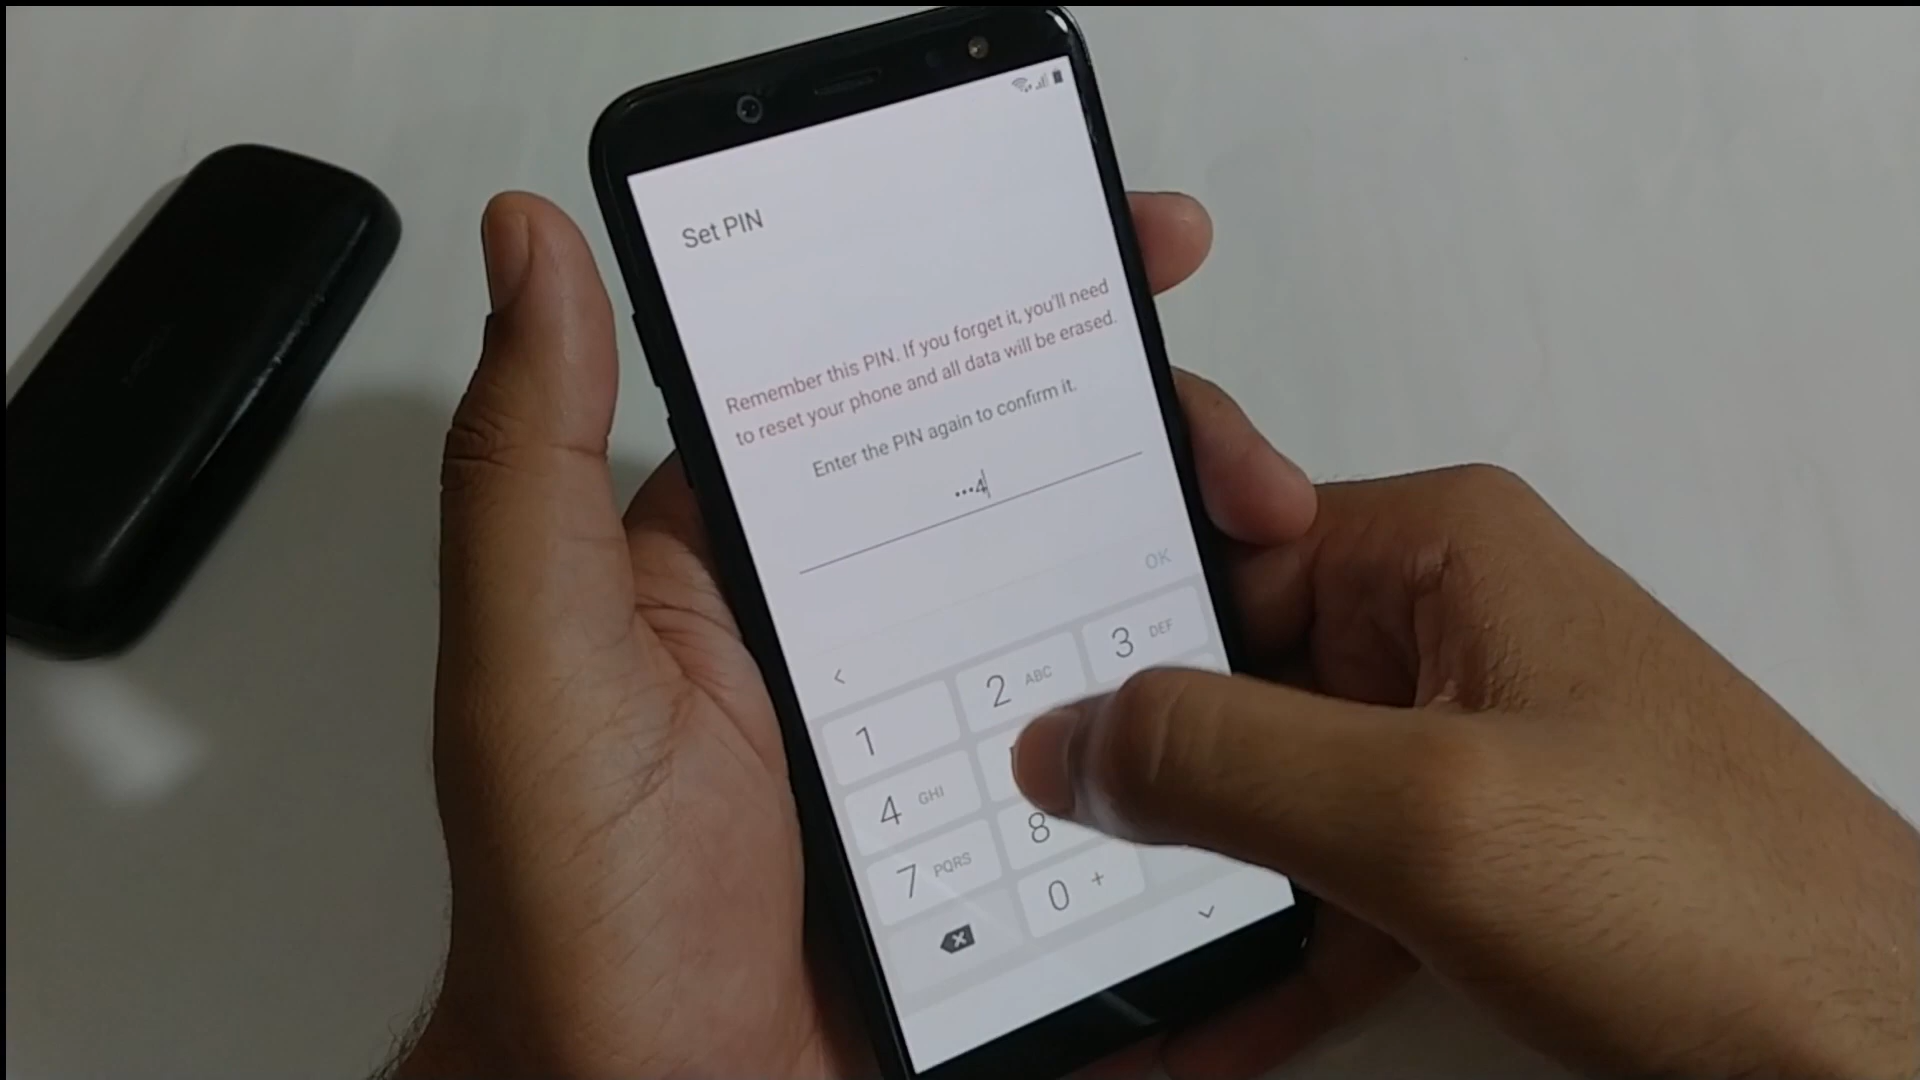 Set PIN
Remember this PIN. If you forget it, you'll need
to reset your phone and all data will be erased.
Enter the PIN again to confirm it.
•••4
OK
<
1
2 ABC
3 DEF
4 GHI
8
7 PQRS
0 +